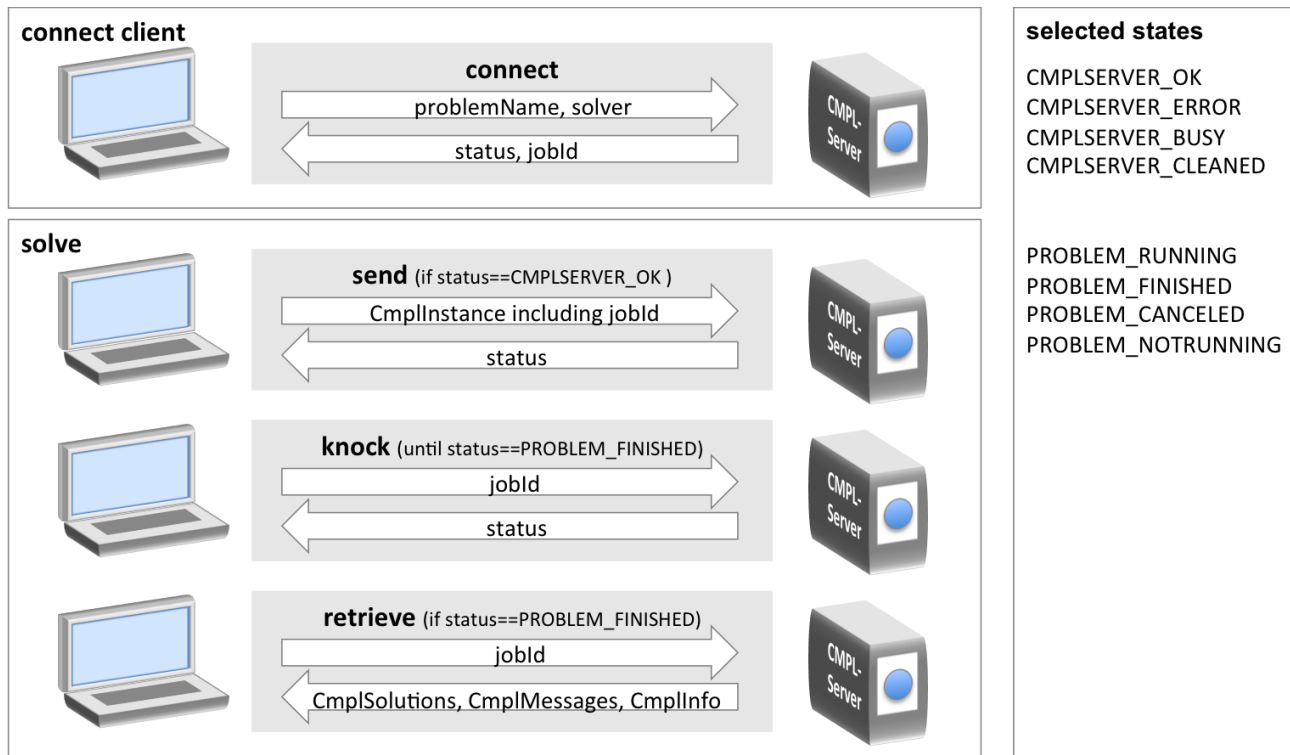 connect client
connect
problemName, solver
status, jobId
CMPL-
Server
solve
send (if status==CMPLSERVER_OK )
CmplInstance including jobId
status
CMPL-
Server
knock (until status==PROBLEM_FINISHED)
jobId
status
CMPL-
Server
retrieve (if status==PROBLEM_FINISHED)
jobId
CmplSolutions, CmplMessages, CmplInfo
CMPL-
Server
selected states
CMPLSERVER_OK
CMPLSERVER_ERROR
CMPLSERVER_BUSY
CMPLSERVER_CLEANED
PROBLEM_RUNNING
PROBLEM_FINISHED
PROBLEM_CANCELED
PROBLEM_NOTRUNNING